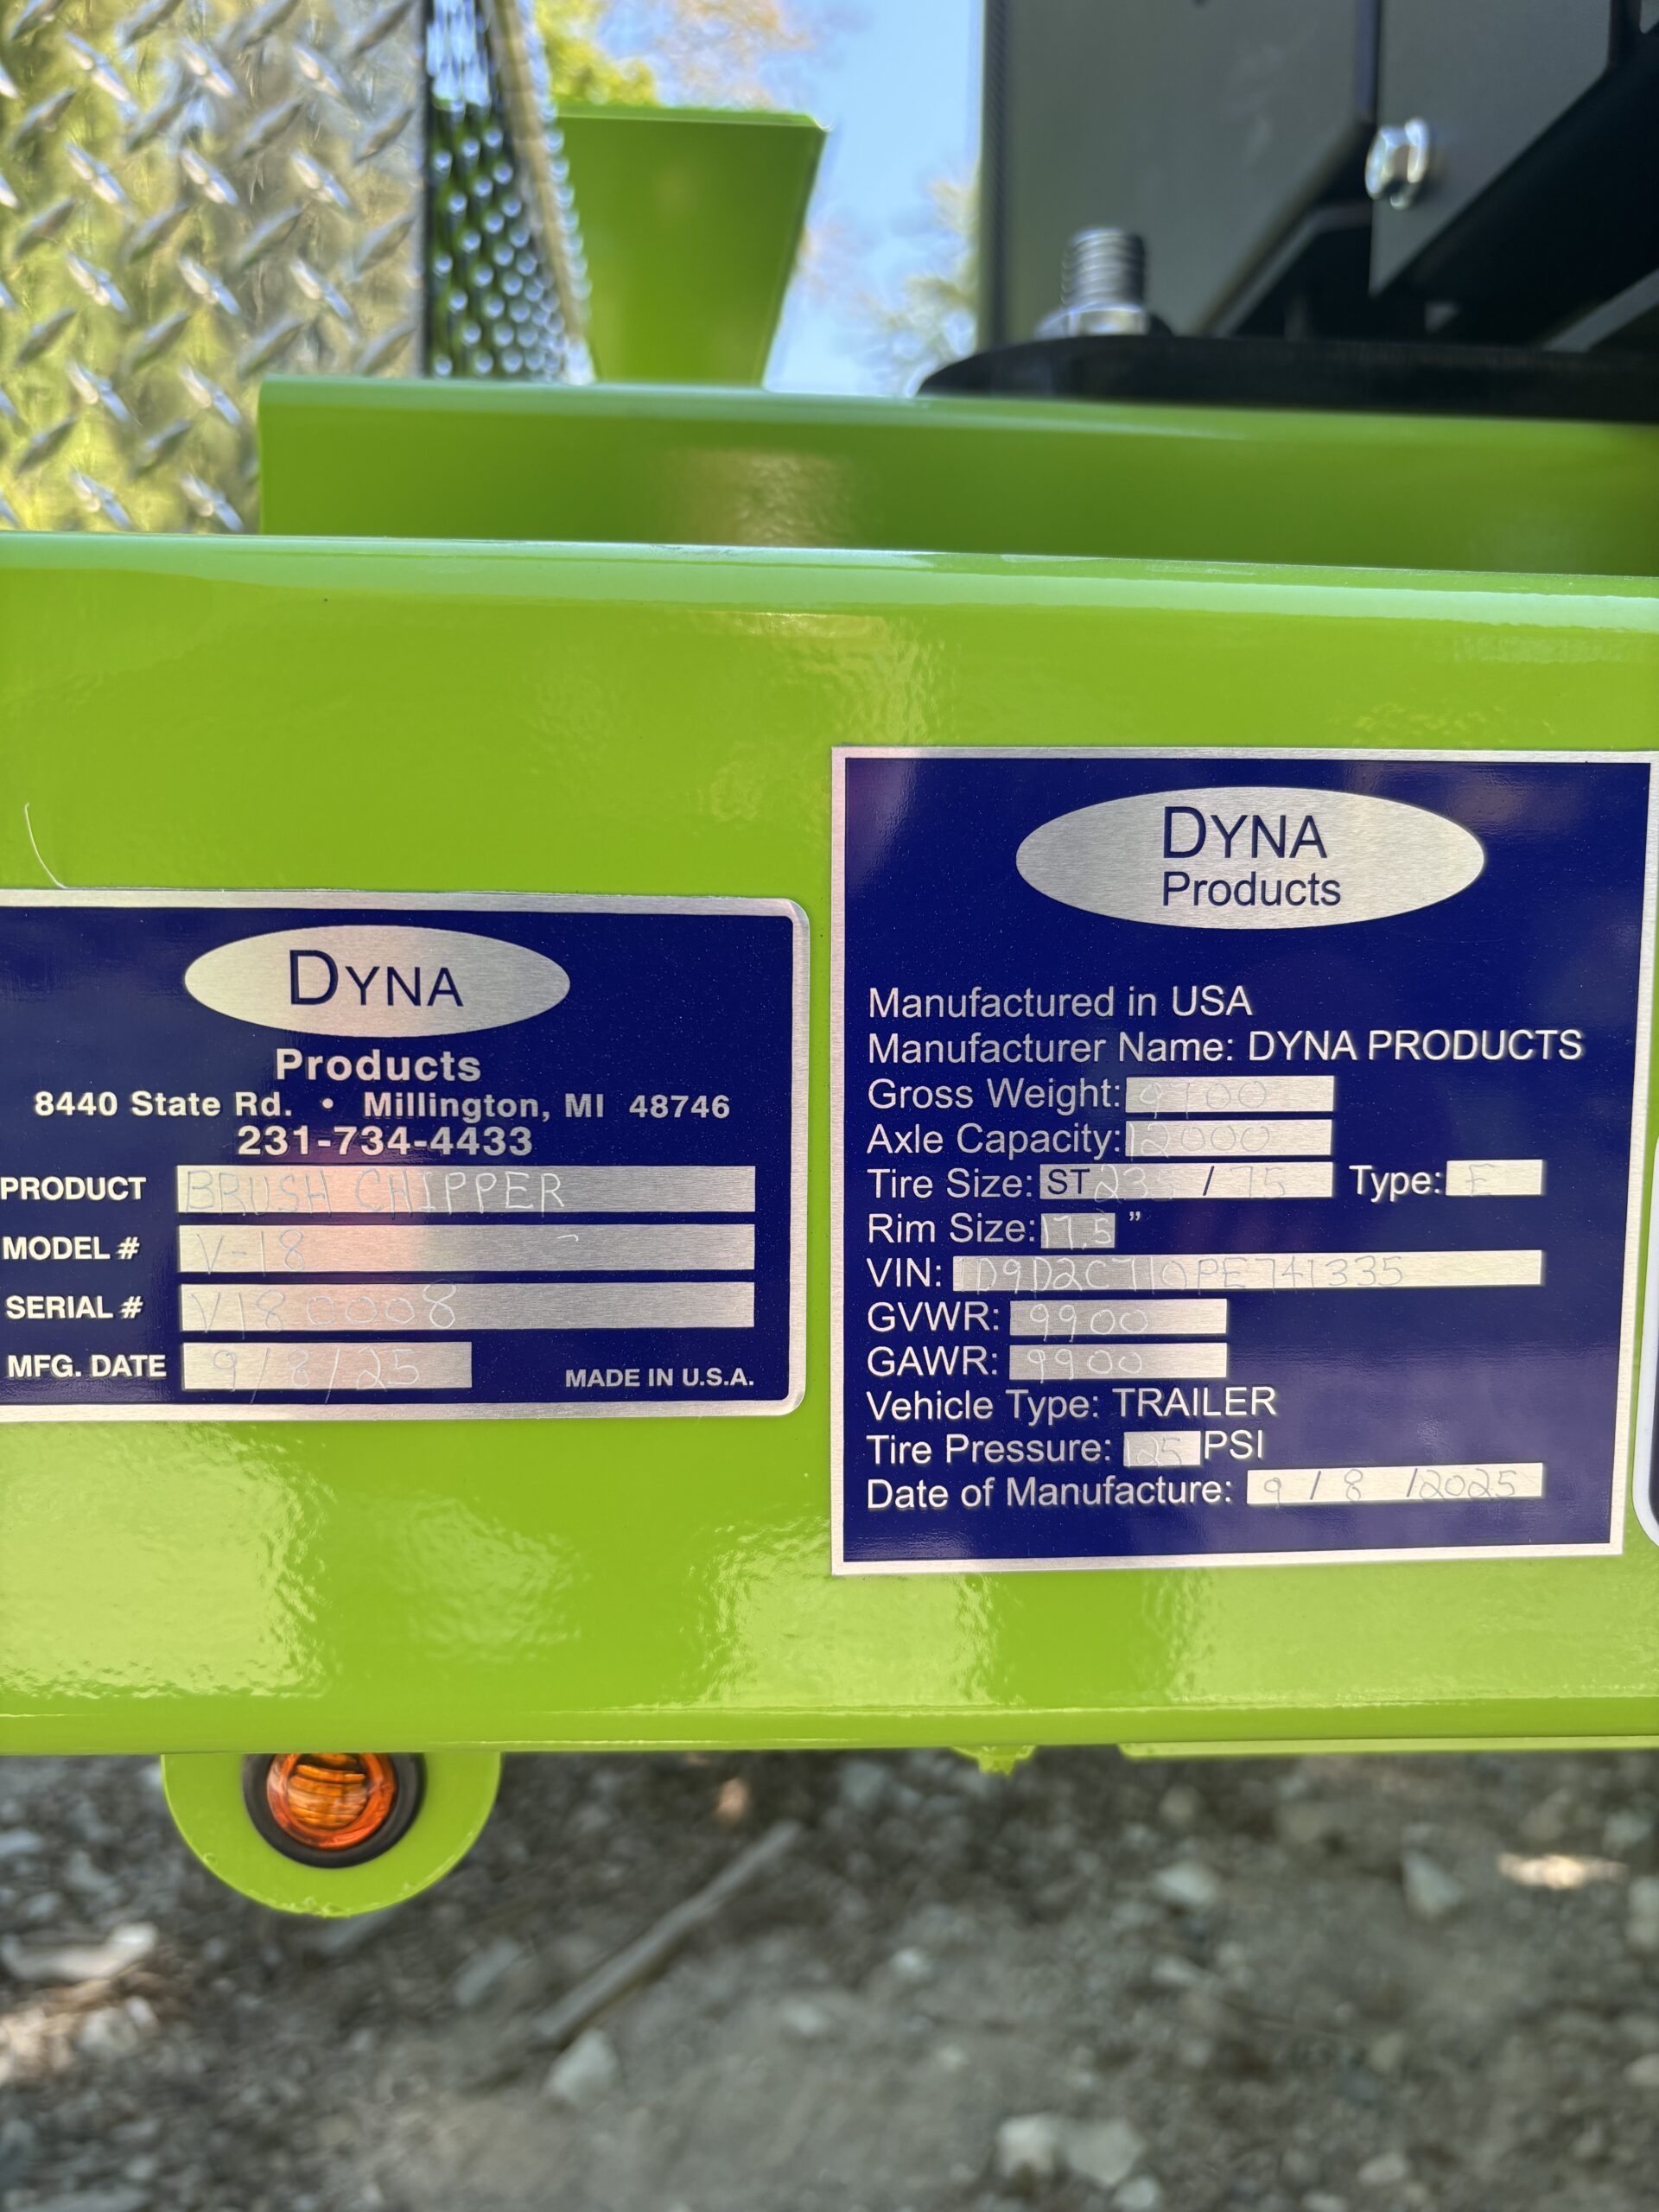 DYNA
Products
8440 State Rd. • Millington, MI 48746
231-734-4433
PRODUCT BRUSH CHIPPER
MODEL # V-18
SERIAL # V180008
MFG. DATE 9/8/25 MADE IN U.S.A.
DYNA
Products
Manufactured in USA
Manufacturer Name: DYNA PRODUCTS
Gross Weight: 9100
Axle Capacity: 12000
Tire Size: ST 235 / 75 Type: E
Rim Size: 17.5 ”
VIN: 1D9D2C710PE741335
GVWR: 9900
GAWR: 9900
Vehicle Type: TRAILER
Tire Pressure: 125 PSI
Date of Manufacture: 9 / 8 /2025